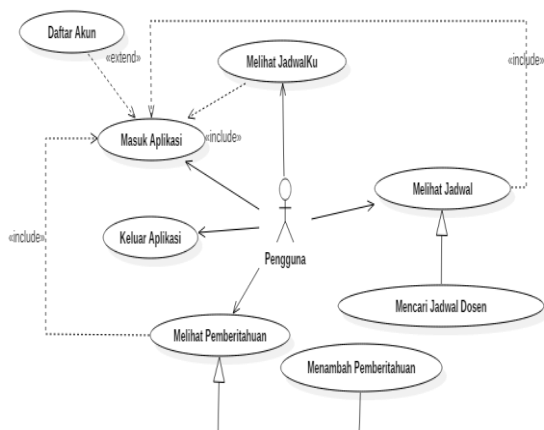 Daftar Akun
«extend»
Melihat JadwalKu
«include»
Masuk Aplikasi
«include»
Melihat Jadwal
Keluar Aplikasi
«include»
Pengguna
Mencari Jadwal Dosen
Melihat Pemberitahuan
Menambah Pemberitahuan